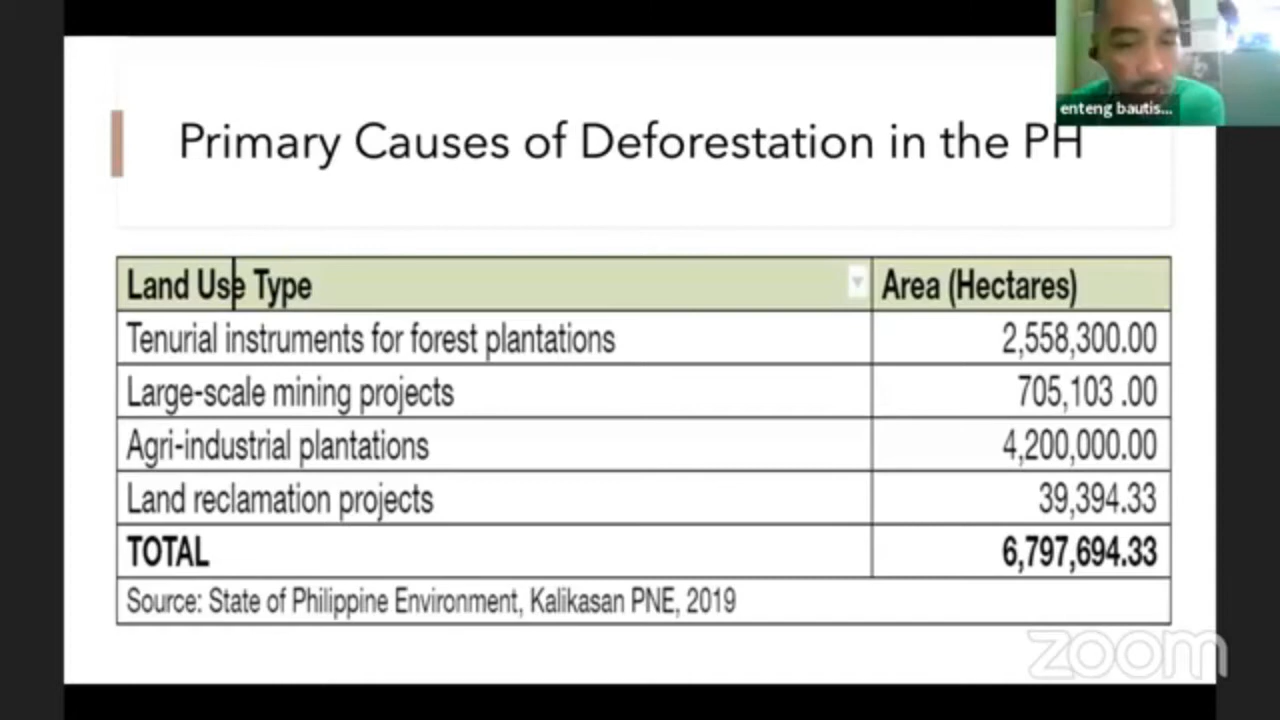 enteng bautis...
Primary Causes of Deforestation in the PH
Land Use Type Area (Hectares)
Tenurial instruments for forest plantations 2,558,300.00
Large-scale mining projects 705,103 .00
Agri-industrial plantations 4,200,000.00
Land reclamation projects 39,394.33
TOTAL 6,797,694.33
Source: State of Philippine Environment, Kalikasan PNE, 2019
zoom